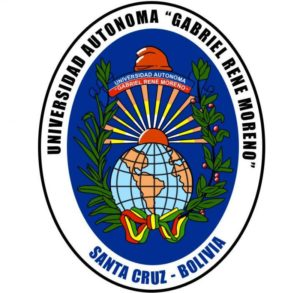 UNIVERSIDAD AUTONOMA "GABRIEL RENE MORENO"
UNIVERSIDAD AUTONOMA
"GABRIEL RENE MORENO"
SANTA CRUZ - BOLIVIA